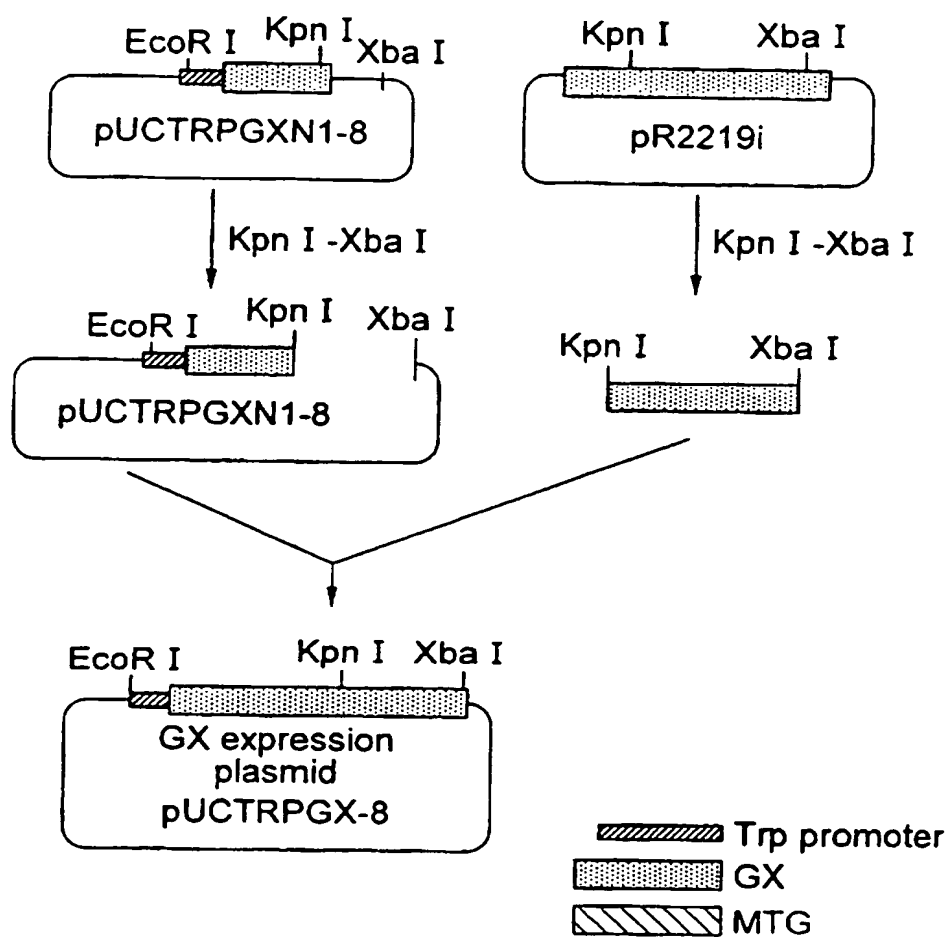 EcoR I
Kpn I
Xba I
pUCTRPGXN1-8
Kpn I
Xba I
pR2219i
Kpn I -Xba I
Kpn I -Xba I
EcoR I
Kpn I
Xba I
pUCTRPGXN1-8
Kpn I
Xba I
EcoR I
Kpn I
Xba I
GX expression
plasmid
pUCTRPGX-8
Trp promoter
GX
MTG